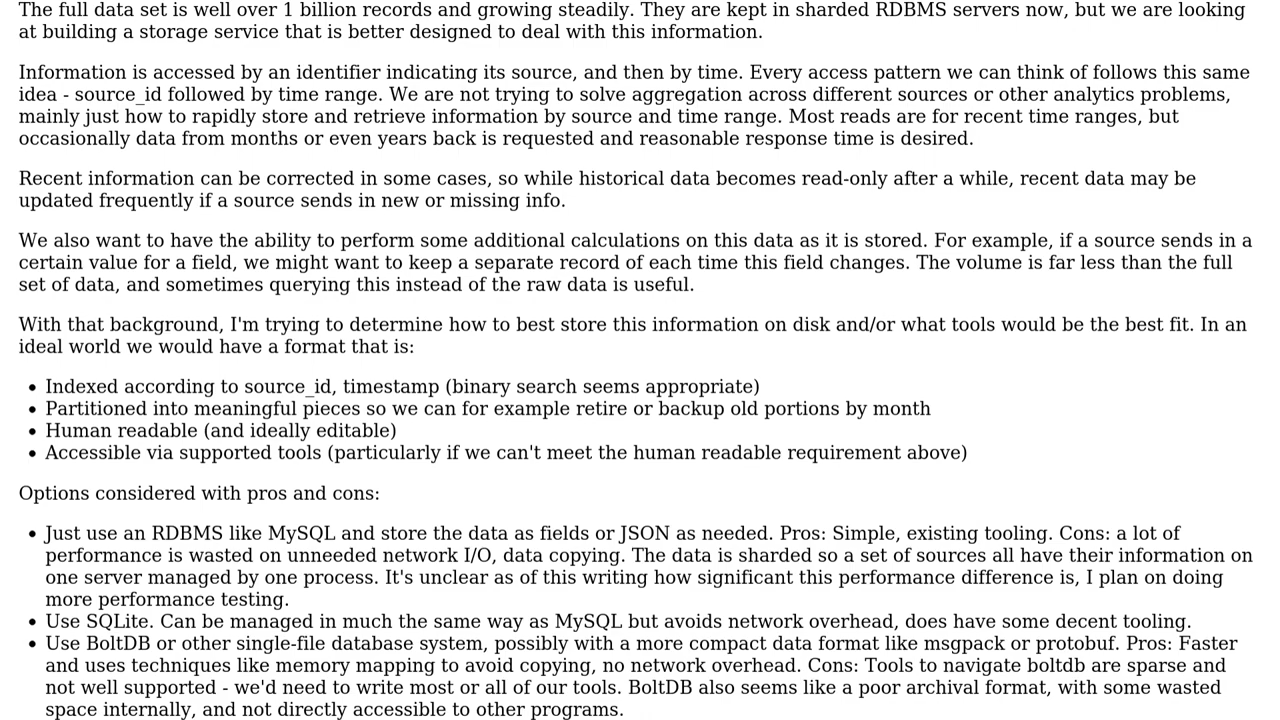 The full data set is well over 1 billion records and growing steadily. They are kept in sharded RDBMS servers now, but we are looking
at building a storage service that is better designed to deal with this information.
Information is accessed by an identifier indicating its source, and then by time. Every access pattern we can think of follows this same
idea - source_id followed by time range. We are not trying to solve aggregation across different sources or other analytics problems,
mainly just how to rapidly store and retrieve information by source and time range. Most reads are for recent time ranges, but
occasionally data from months or even years back is requested and reasonable response time is desired.
Recent information can be corrected in some cases, so while historical data becomes read-only after a while, recent data may be
updated frequently if a source sends in new or missing info.
We also want to have the ability to perform some additional calculations on this data as it is stored. For example, if a source sends in a
certain value for a field, we might want to keep a separate record of each time this field changes. The volume is far less than the full
set of data, and sometimes querying this instead of the raw data is useful.
With that background, I'm trying to determine how to best store this information on disk and/or what tools would be the best fit. In an
ideal world we would have a format that is:
• Indexed according to source_id, timestamp (binary search seems appropriate)
• Partitioned into meaningful pieces so we can for example retire or backup old portions by month
• Human readable (and ideally editable)
• Accessible via supported tools (particularly if we can't meet the human readable requirement above)
Options considered with pros and cons:
• Just use an RDBMS like MySQL and store the data as fields or JSON as needed. Pros: Simple, existing tooling. Cons: a lot of
performance is wasted on unneeded network I/O, data copying. The data is sharded so a set of sources all have their information on
one server managed by one process. It's unclear as of this writing how significant this performance difference is, I plan on doing
more performance testing.
• Use SQLite. Can be managed in much the same way as MySQL but avoids network overhead, does have some decent tooling.
• Use BoltDB or other single-file database system, possibly with a more compact data format like msgpack or protobuf. Pros: Faster
and uses techniques like memory mapping to avoid copying, no network overhead. Cons: Tools to navigate boltdb are sparse and
not well supported - we'd need to write most or all of our tools. BoltDB also seems like a poor archival format, with some wasted
space internally, and not directly accessible to other programs.